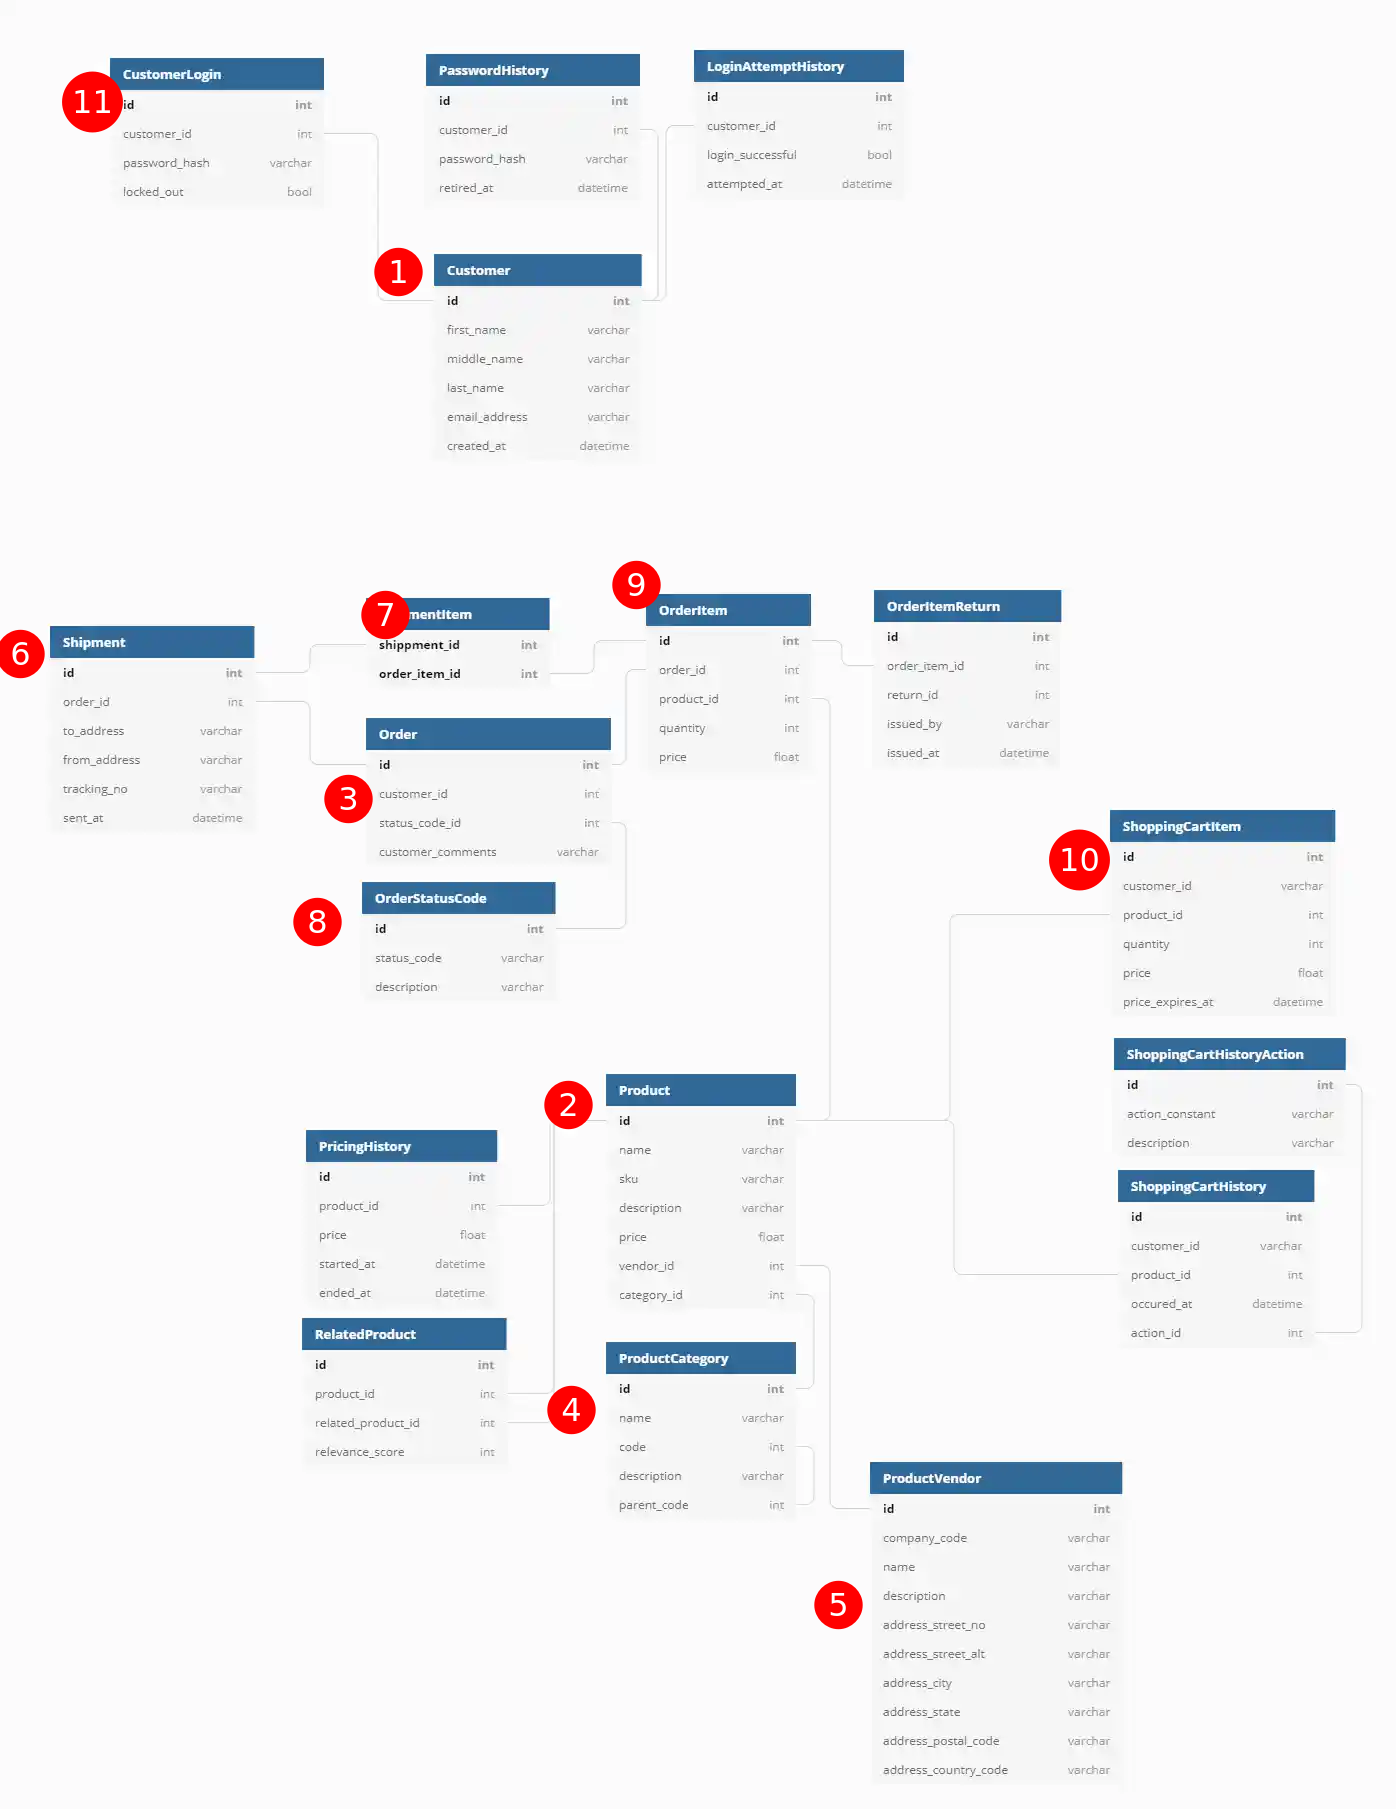 CustomerLogin
11
id int
customer_id int
password_hash varchar
locked_out bool
PasswordHistory
id int
customer_id int
password_hash varchar
retired_at datetime
LoginAttemptHistory
id int
customer_id int
login_successful bool
attempted_at datetime
1
Customer
id int
first_name varchar
middle_name varchar
last_name varchar
email_address varchar
created_at datetime
6
Shipment
id int
order_id int
to_address varchar
from_address varchar
tracking_no varchar
sent_at datetime
7
mentItem
shippment_id int
order_item_id int
Order
id int
3
customer_id int
status_code_id int
customer_comments varchar
8
OrderStatusCode
id int
status_code varchar
description varchar
9
OrderItem
id int
order_id int
product_id int
quantity int
price float
OrderItemReturn
id int
order_item_id int
return_id int
issued_by varchar
issued_at datetime
10
ShoppingCartItem
id int
customer_id varchar
product_id int
quantity int
price float
price_expires_at datetime
ShoppingCartHistoryAction
id int
action_constant varchar
description varchar
ShoppingCartHistory
id int
customer_id varchar
product_id int
occured_at datetime
action_id int
2
Product
id int
name varchar
sku varchar
description varchar
price float
vendor_id int
category_id int
PricingHistory
id int
product_id int
price float
started_at datetime
ended_at datetime
RelatedProduct
id int
product_id int
related_product_id int
relevance_score int
4
ProductCategory
id int
name varchar
code int
description varchar
parent_code int
5
ProductVendor
id int
company_code varchar
name varchar
description varchar
address_street_no varchar
address_street_alt varchar
address_city varchar
address_state varchar
address_postal_code varchar
address_country_code varchar